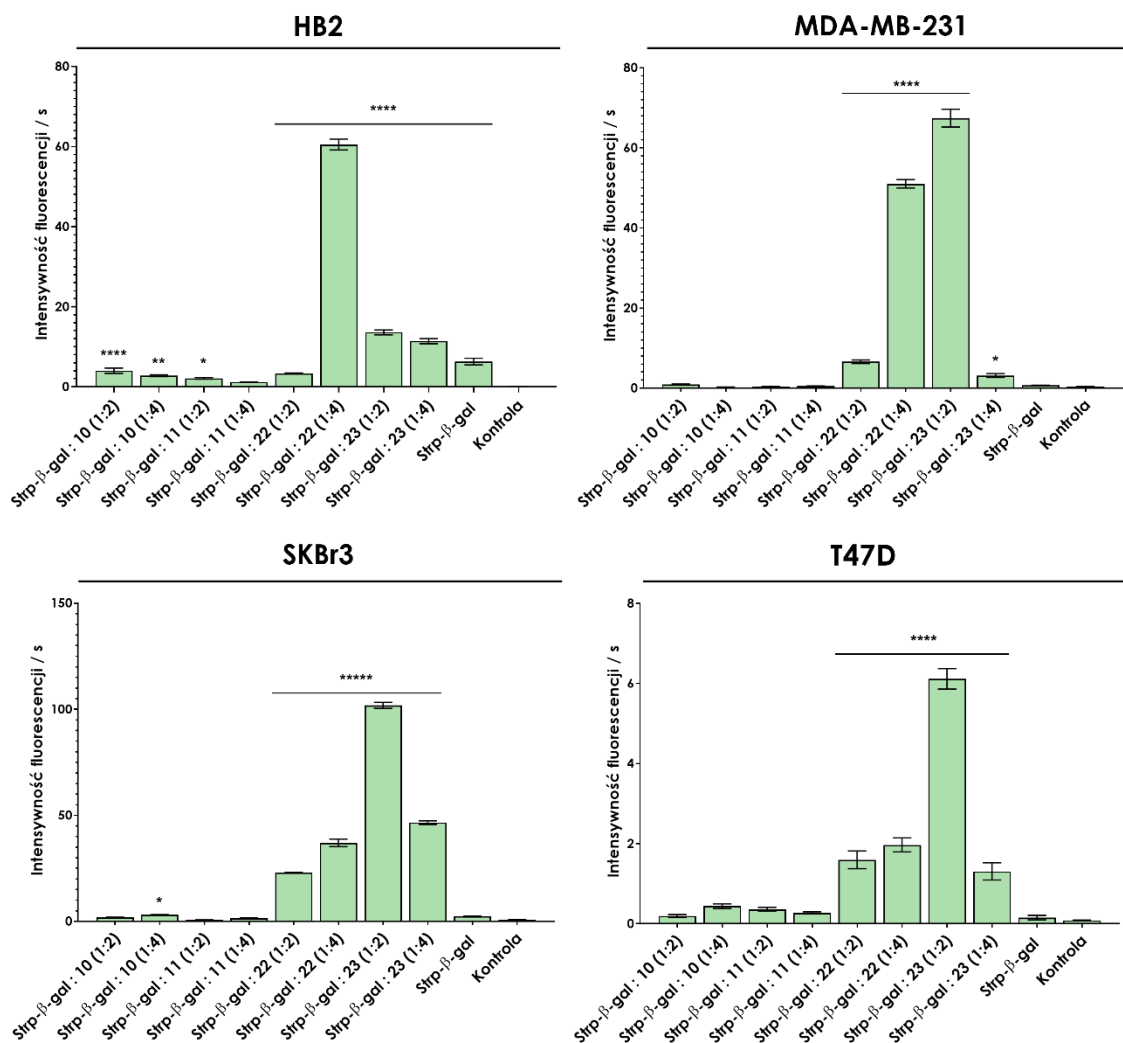 HB2
Intensywność fluorescencji / s
80
60
40
20
0
****
****
**
*
Strp-β-gal : 10 (1:2)
Strp-β-gal : 10 (1:4)
Strp-β-gal : 11 (1:2)
Strp-β-gal : 11 (1:4)
Strp-β-gal : 22 (1:2)
Strp-β-gal : 22 (1:4)
Strp-β-gal : 23 (1:2)
Strp-β-gal : 23 (1:4)
Strp-β-gal
Kontrola
MDA-MB-231
Intensywność fluorescencji / s
80
60
40
20
0
****
*
Strp-β-gal : 10 (1:2)
Strp-β-gal : 10 (1:4)
Strp-β-gal : 11 (1:2)
Strp-β-gal : 11 (1:4)
Strp-β-gal : 22 (1:2)
Strp-β-gal : 22 (1:4)
Strp-β-gal : 23 (1:2)
Strp-β-gal : 23 (1:4)
Strp-β-gal
Kontrola
SKBr3
Intensywność fluorescencji / s
150
100
50
0
*****
*
Strp-β-gal : 10 (1:2)
Strp-β-gal : 10 (1:4)
Strp-β-gal : 11 (1:2)
Strp-β-gal : 11 (1:4)
Strp-β-gal : 22 (1:2)
Strp-β-gal : 22 (1:4)
Strp-β-gal : 23 (1:2)
Strp-β-gal : 23 (1:4)
Strp-β-gal
Kontrola
T47D
Intensywność fluorescencji / s
8
6
4
2
0
****
Strp-β-gal : 10 (1:2)
Strp-β-gal : 10 (1:4)
Strp-β-gal : 11 (1:2)
Strp-β-gal : 11 (1:4)
Strp-β-gal : 22 (1:2)
Strp-β-gal : 22 (1:4)
Strp-β-gal : 23 (1:2)
Strp-β-gal : 23 (1:4)
Strp-β-gal
Kontrola